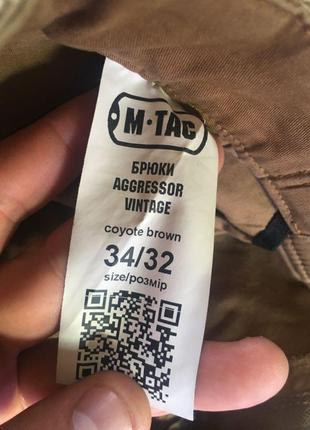 M·TAC
БРЮКИ
AGGRESSOR
VINTAGE
coyote brown
34/32
size/розмір